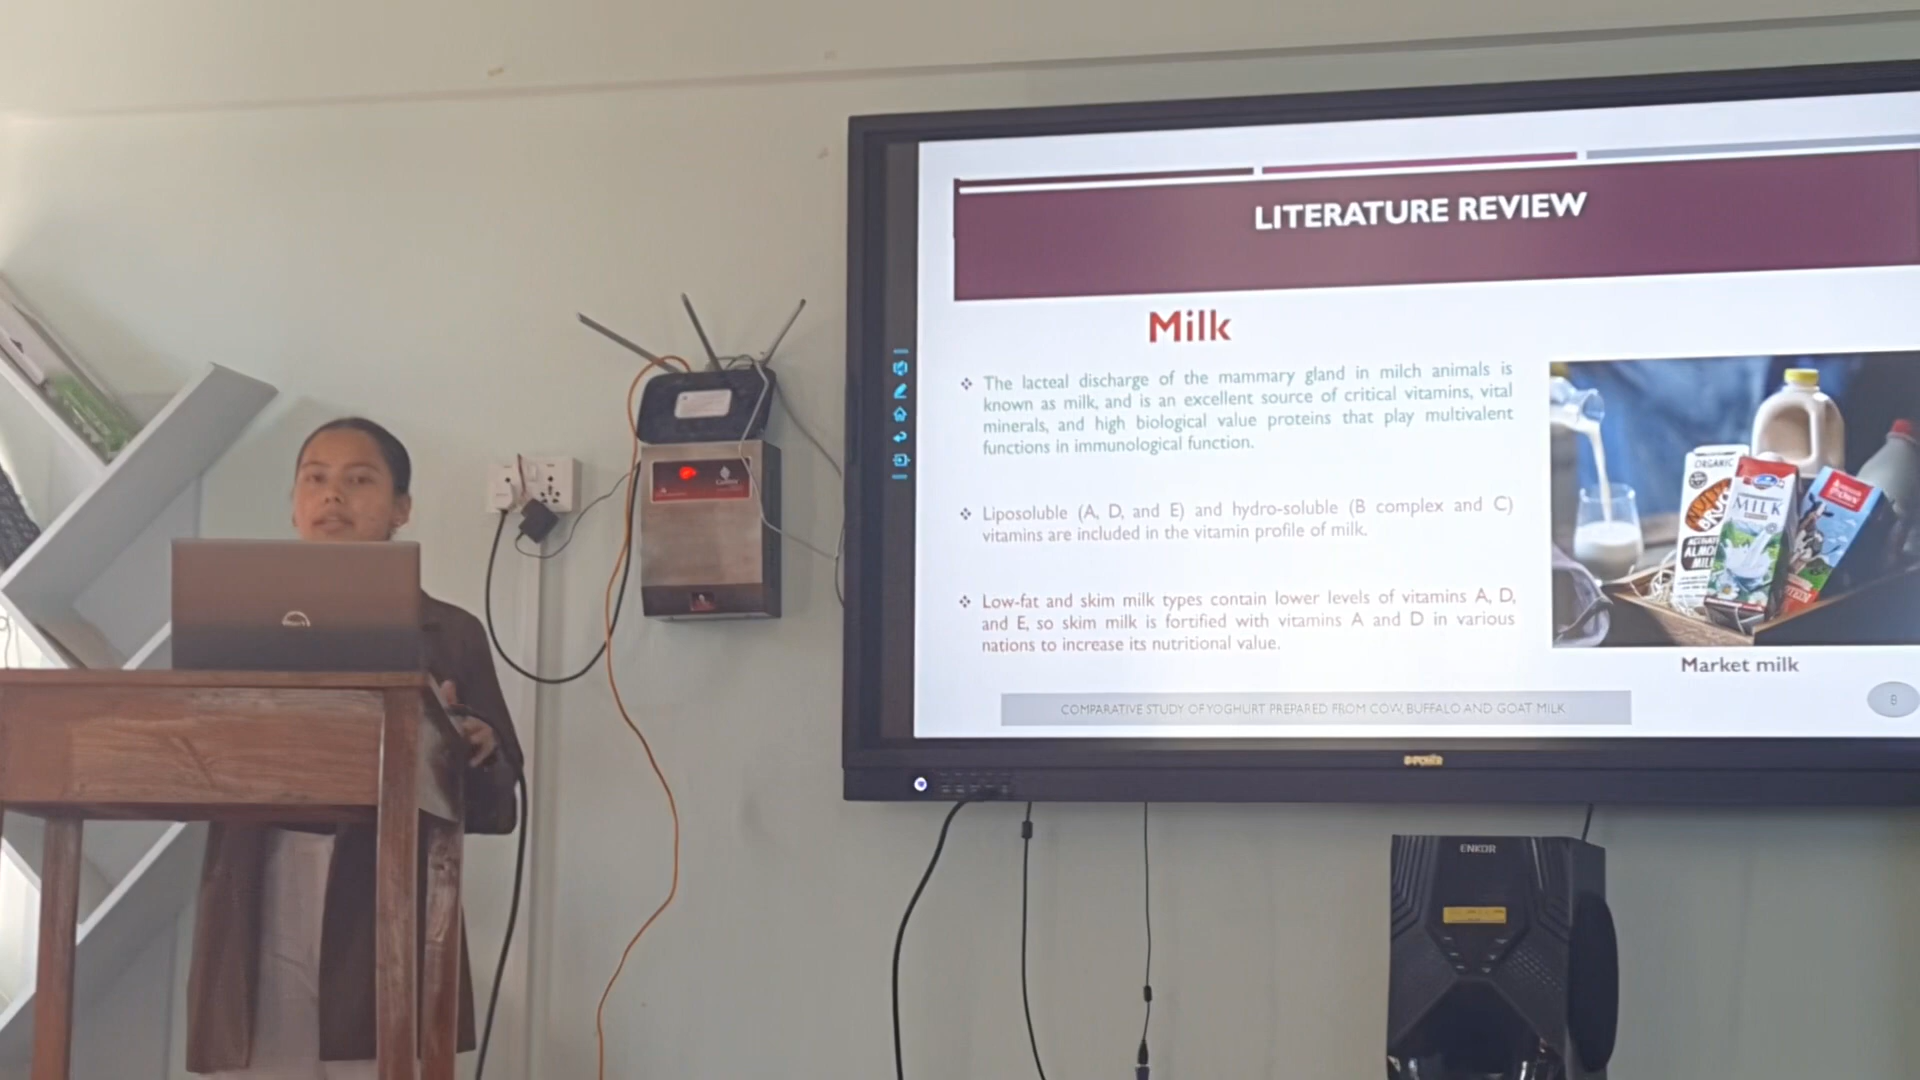 LITERATURE REVIEW
Milk
The lacteal discharge of the mammary gland in milch animals is
known as milk, and is an excellent source of critical vitamins, vital
minerals, and high biological value proteins that play multivalent
functions in immunological function.
Liposoluble (A, D, and E) and hydro-soluble (B complex and C)
vitamins are included in the vitamin profile of milk.
Low-fat and skim milk types contain lower levels of vitamins A, D,
and E, so skim milk is fortified with vitamins A and D in various
nations to increase its nutritional value.
ORGANIC
MILK
Market milk
COMPARATIVE STUDY OF YOGHURT PREPARED FROM COW, BUFFALO AND GOAT MILK
8
ENKOR